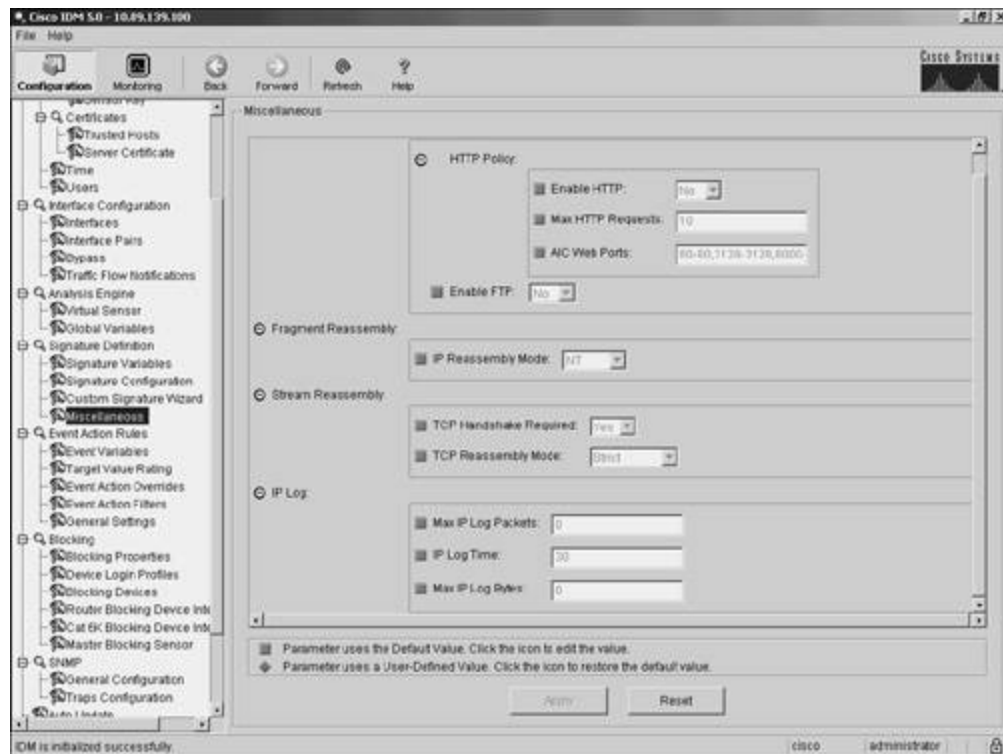 Cisco IDM 5.0 - 10.89.139.100
File Help
Configuration Monitoring Back Forward Refresh Help
CISCO SYSTEMS
Sensor Key
Certificates
Trusted Hosts
Server Certificate
Time
Users
Interface Configuration
Interfaces
Interface Pairs
Bypass
Traffic Flow Notifications
Analysis Engine
Virtual Sensor
Global Variables
Signature Definition
Signature Variables
Signature Configuration
Custom Signature Wizard
Miscellaneous
Event Action Rules
Event Variables
Target Value Rating
Event Action Overrides
Event Action Filters
General Settings
Blocking
Blocking Properties
Device Login Profiles
Blocking Devices
Router Blocking Device Inte
Cat 6K Blocking Device Inte
Master Blocking Sensor
SNMP
General Configuration
Traps Configuration
Auto Update
Miscellaneous
HTTP Policy:
Enable HTTP: No
Max HTTP Requests: 10
AIC Web Ports: 80-80,3128-3128,8000-
Enable FTP: No
Fragment Reassembly:
IP Reassembly Mode: NT
Stream Reassembly
TCP Handshake Required: Yes
TCP Reassembly Mode: Strict
IP Log:
Max IP Log Packets: 0
IP Log Time: 30
Max IP Log Bytes: 0
Parameter uses the Default Value. Click the icon to edit the value.
Parameter uses a User-Defined Value. Click the icon to restore the default value.
Apply Reset
IDM is initialized successfully.
cisco administrator